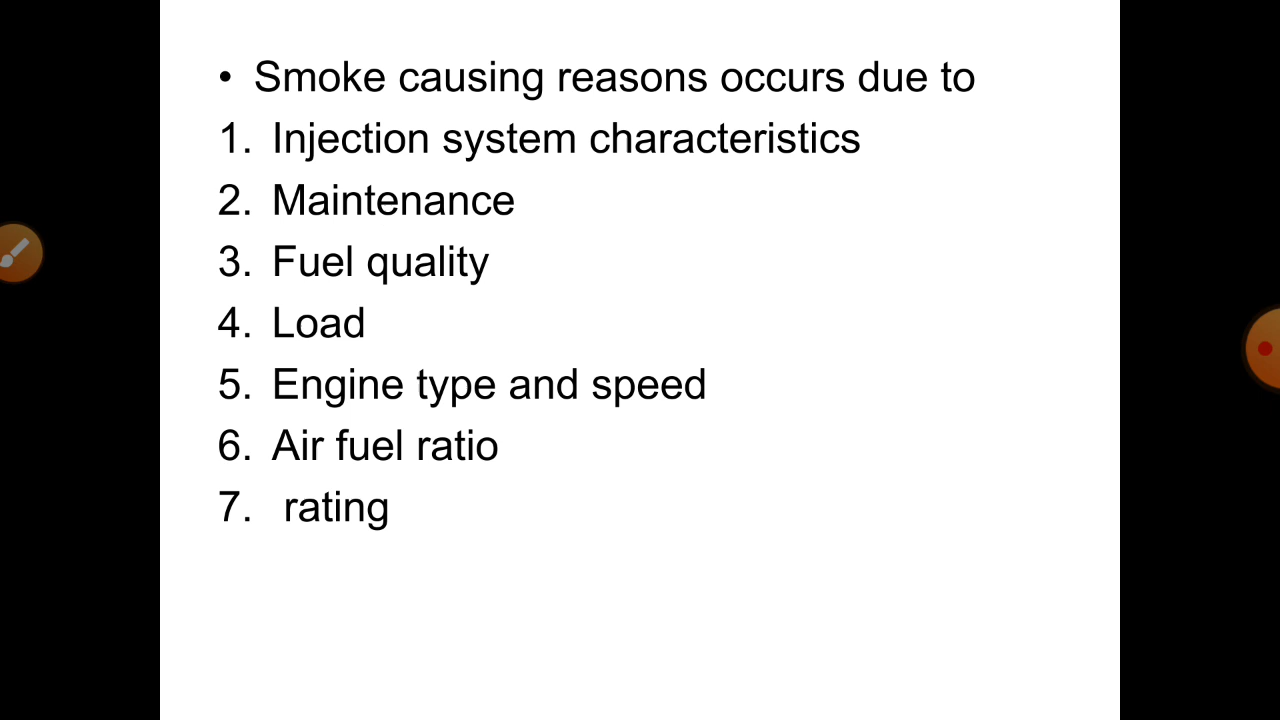 • Smoke causing reasons occurs due to
1. Injection system characteristics
2. Maintenance
3. Fuel quality
4. Load
5. Engine type and speed
6. Air fuel ratio
7. rating